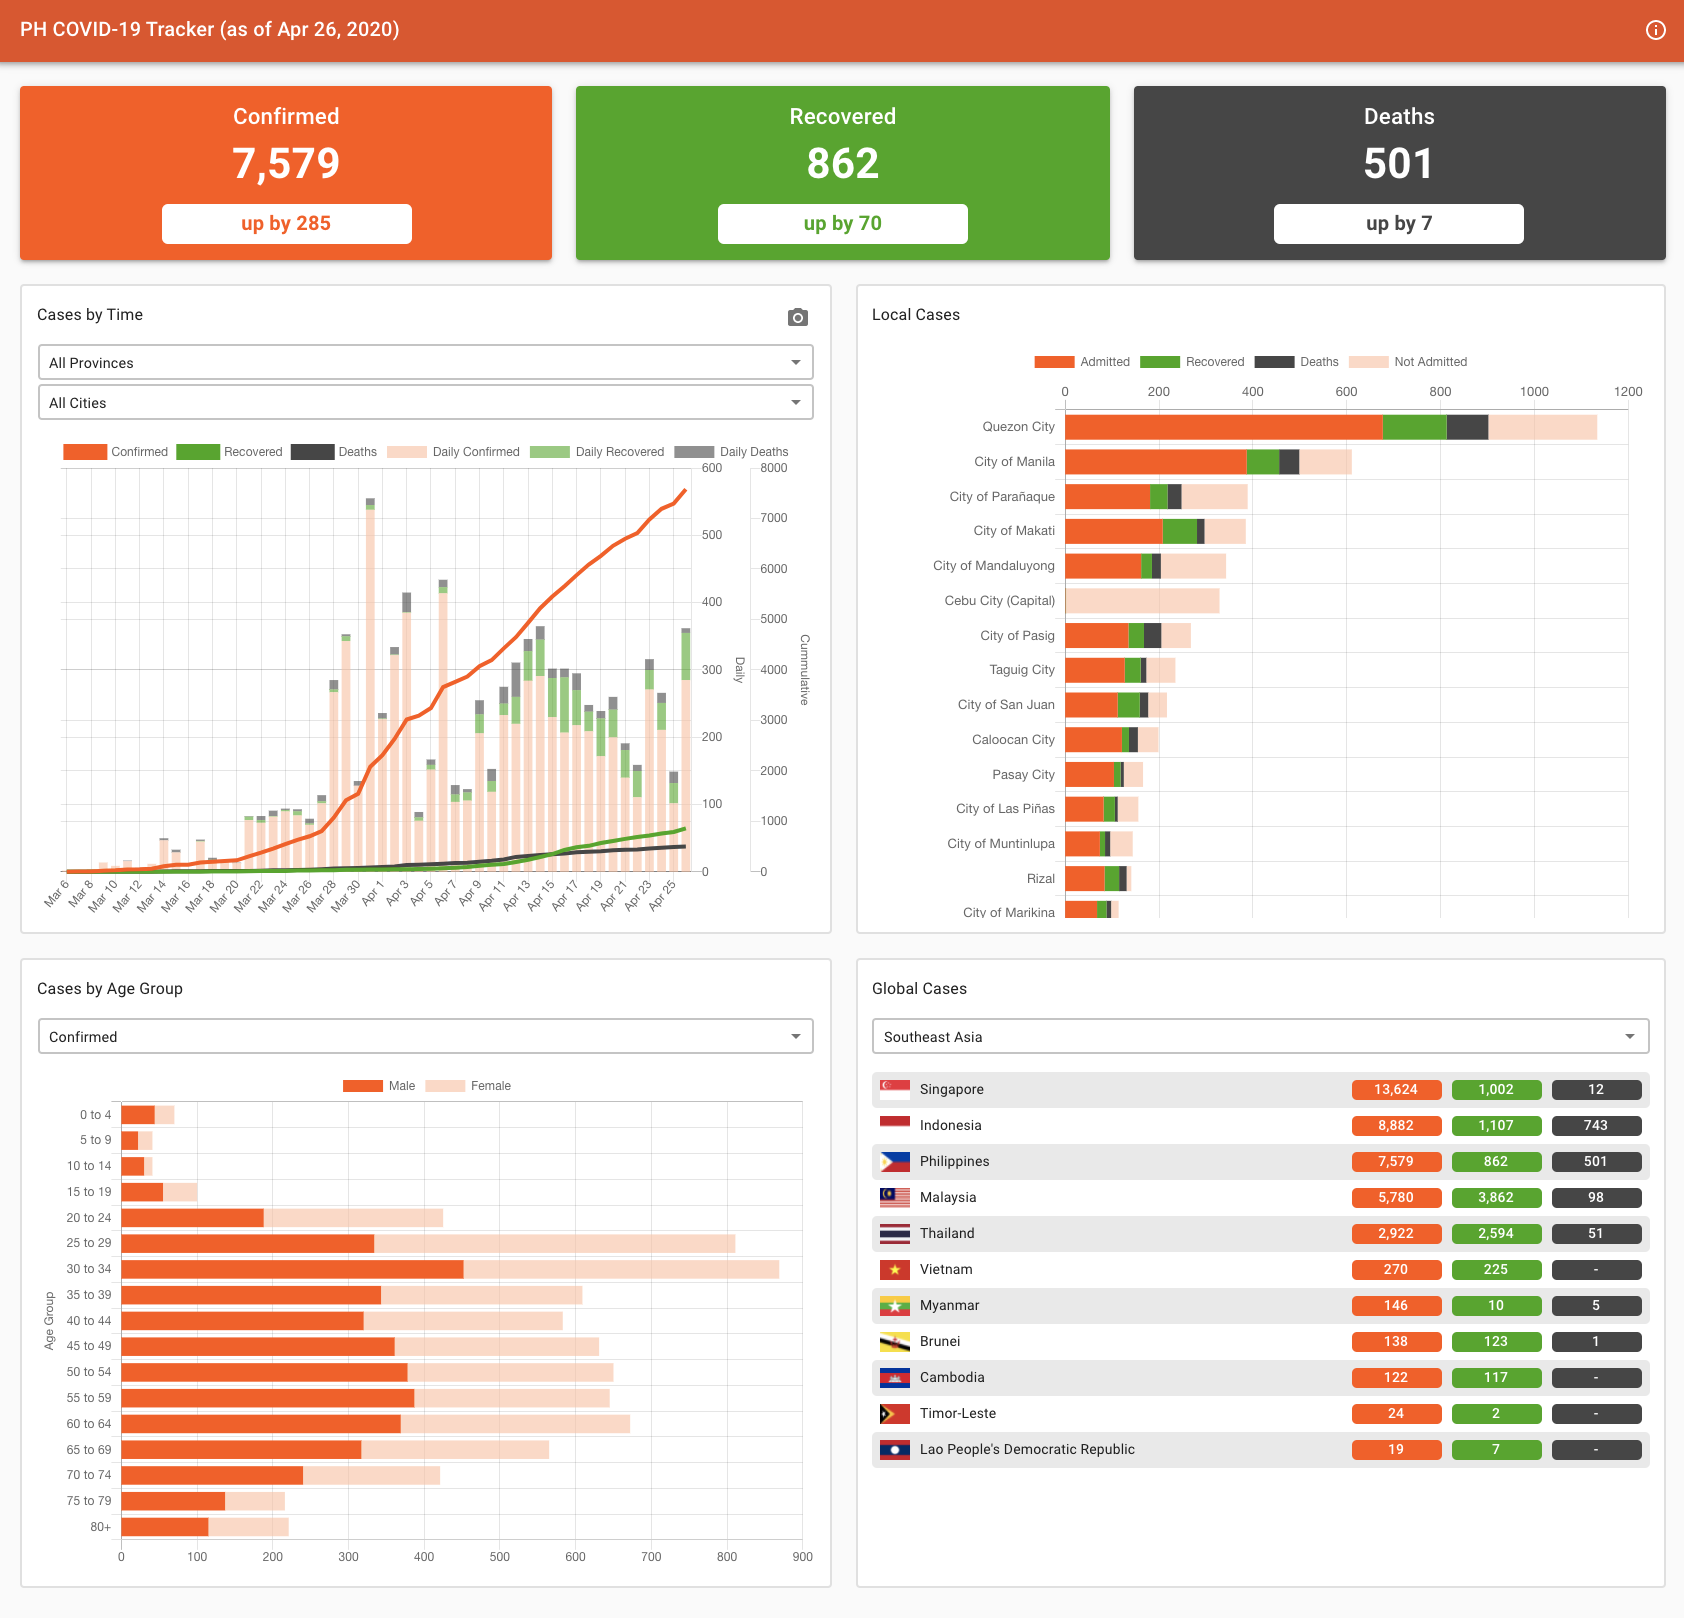 PH COVID-19 Tracker (as of Apr 26, 2020)
Confirmed
7,579
up by 285
Recovered
862
up by 70
Deaths
501
up by 7
Cases by Time
All Provinces
All Cities
Confirmed Recovered Deaths Daily Confirmed Daily Recovered Daily Deaths
600 8000
7000
500
6000
400
5000
300 4000
3000
200
2000
100
1000
0 0
Daily
Cummulative
Mar 6 Mar 8 Mar 10 Mar 12 Mar 14 Mar 16 Mar 18 Mar 20 Mar 22 Mar 24 Mar 26 Mar 28 Mar 30 Apr 1 Apr 3 Apr 5 Apr 7 Apr 9 Apr 11 Apr 13 Apr 15 Apr 17 Apr 19 Apr 21 Apr 23 Apr 25
Local Cases
Admitted Recovered Deaths Not Admitted
0 200 400 600 800 1000 1200
Quezon City
City of Manila
City of Parañaque
City of Makati
City of Mandaluyong
Cebu City (Capital)
City of Pasig
Taguig City
City of San Juan
Caloocan City
Pasay City
City of Las Piñas
City of Muntinlupa
Rizal
City of Marikina
Cases by Age Group
Confirmed
Male Female
Age Group
0 to 4
5 to 9
10 to 14
15 to 19
20 to 24
25 to 29
30 to 34
35 to 39
40 to 44
45 to 49
50 to 54
55 to 59
60 to 64
65 to 69
70 to 74
75 to 79
80+
0 100 200 300 400 500 600 700 800 900
Global Cases
Southeast Asia
Singapore 13,624 1,002 12
Indonesia 8,882 1,107 743
Philippines 7,579 862 501
Malaysia 5,780 3,862 98
Thailand 2,922 2,594 51
Vietnam 270 225 -
Myanmar 146 10 5
Brunei 138 123 1
Cambodia 122 117 -
Timor-Leste 24 2 -
Lao People's Democratic Republic 19 7 -